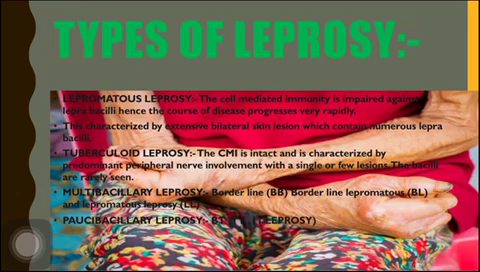 TYPES OF LEPROSY:-
• LEPROMATOUS LEPROSY:- The cell mediated immunity is impaired against
lepra bacilli hence the course of disease progresses very rapidly.
• This characterized by extensive bilateral skin lesion which contain numerous lepra
bacilli.
• TUBERCULOID LEPROSY:- The CMI is intact and is characterized by
predominant peripheral nerve involvement with a single or few lesions. The bacilli
are rarely seen.
• MULTIBACILLARY LEPROSY:- Border line (BB) Border line lepromatous (BL)
and lepromatous leprosy (LL)
• PAUCIBACILLARY LEPROSY:- BT LEPROSY)